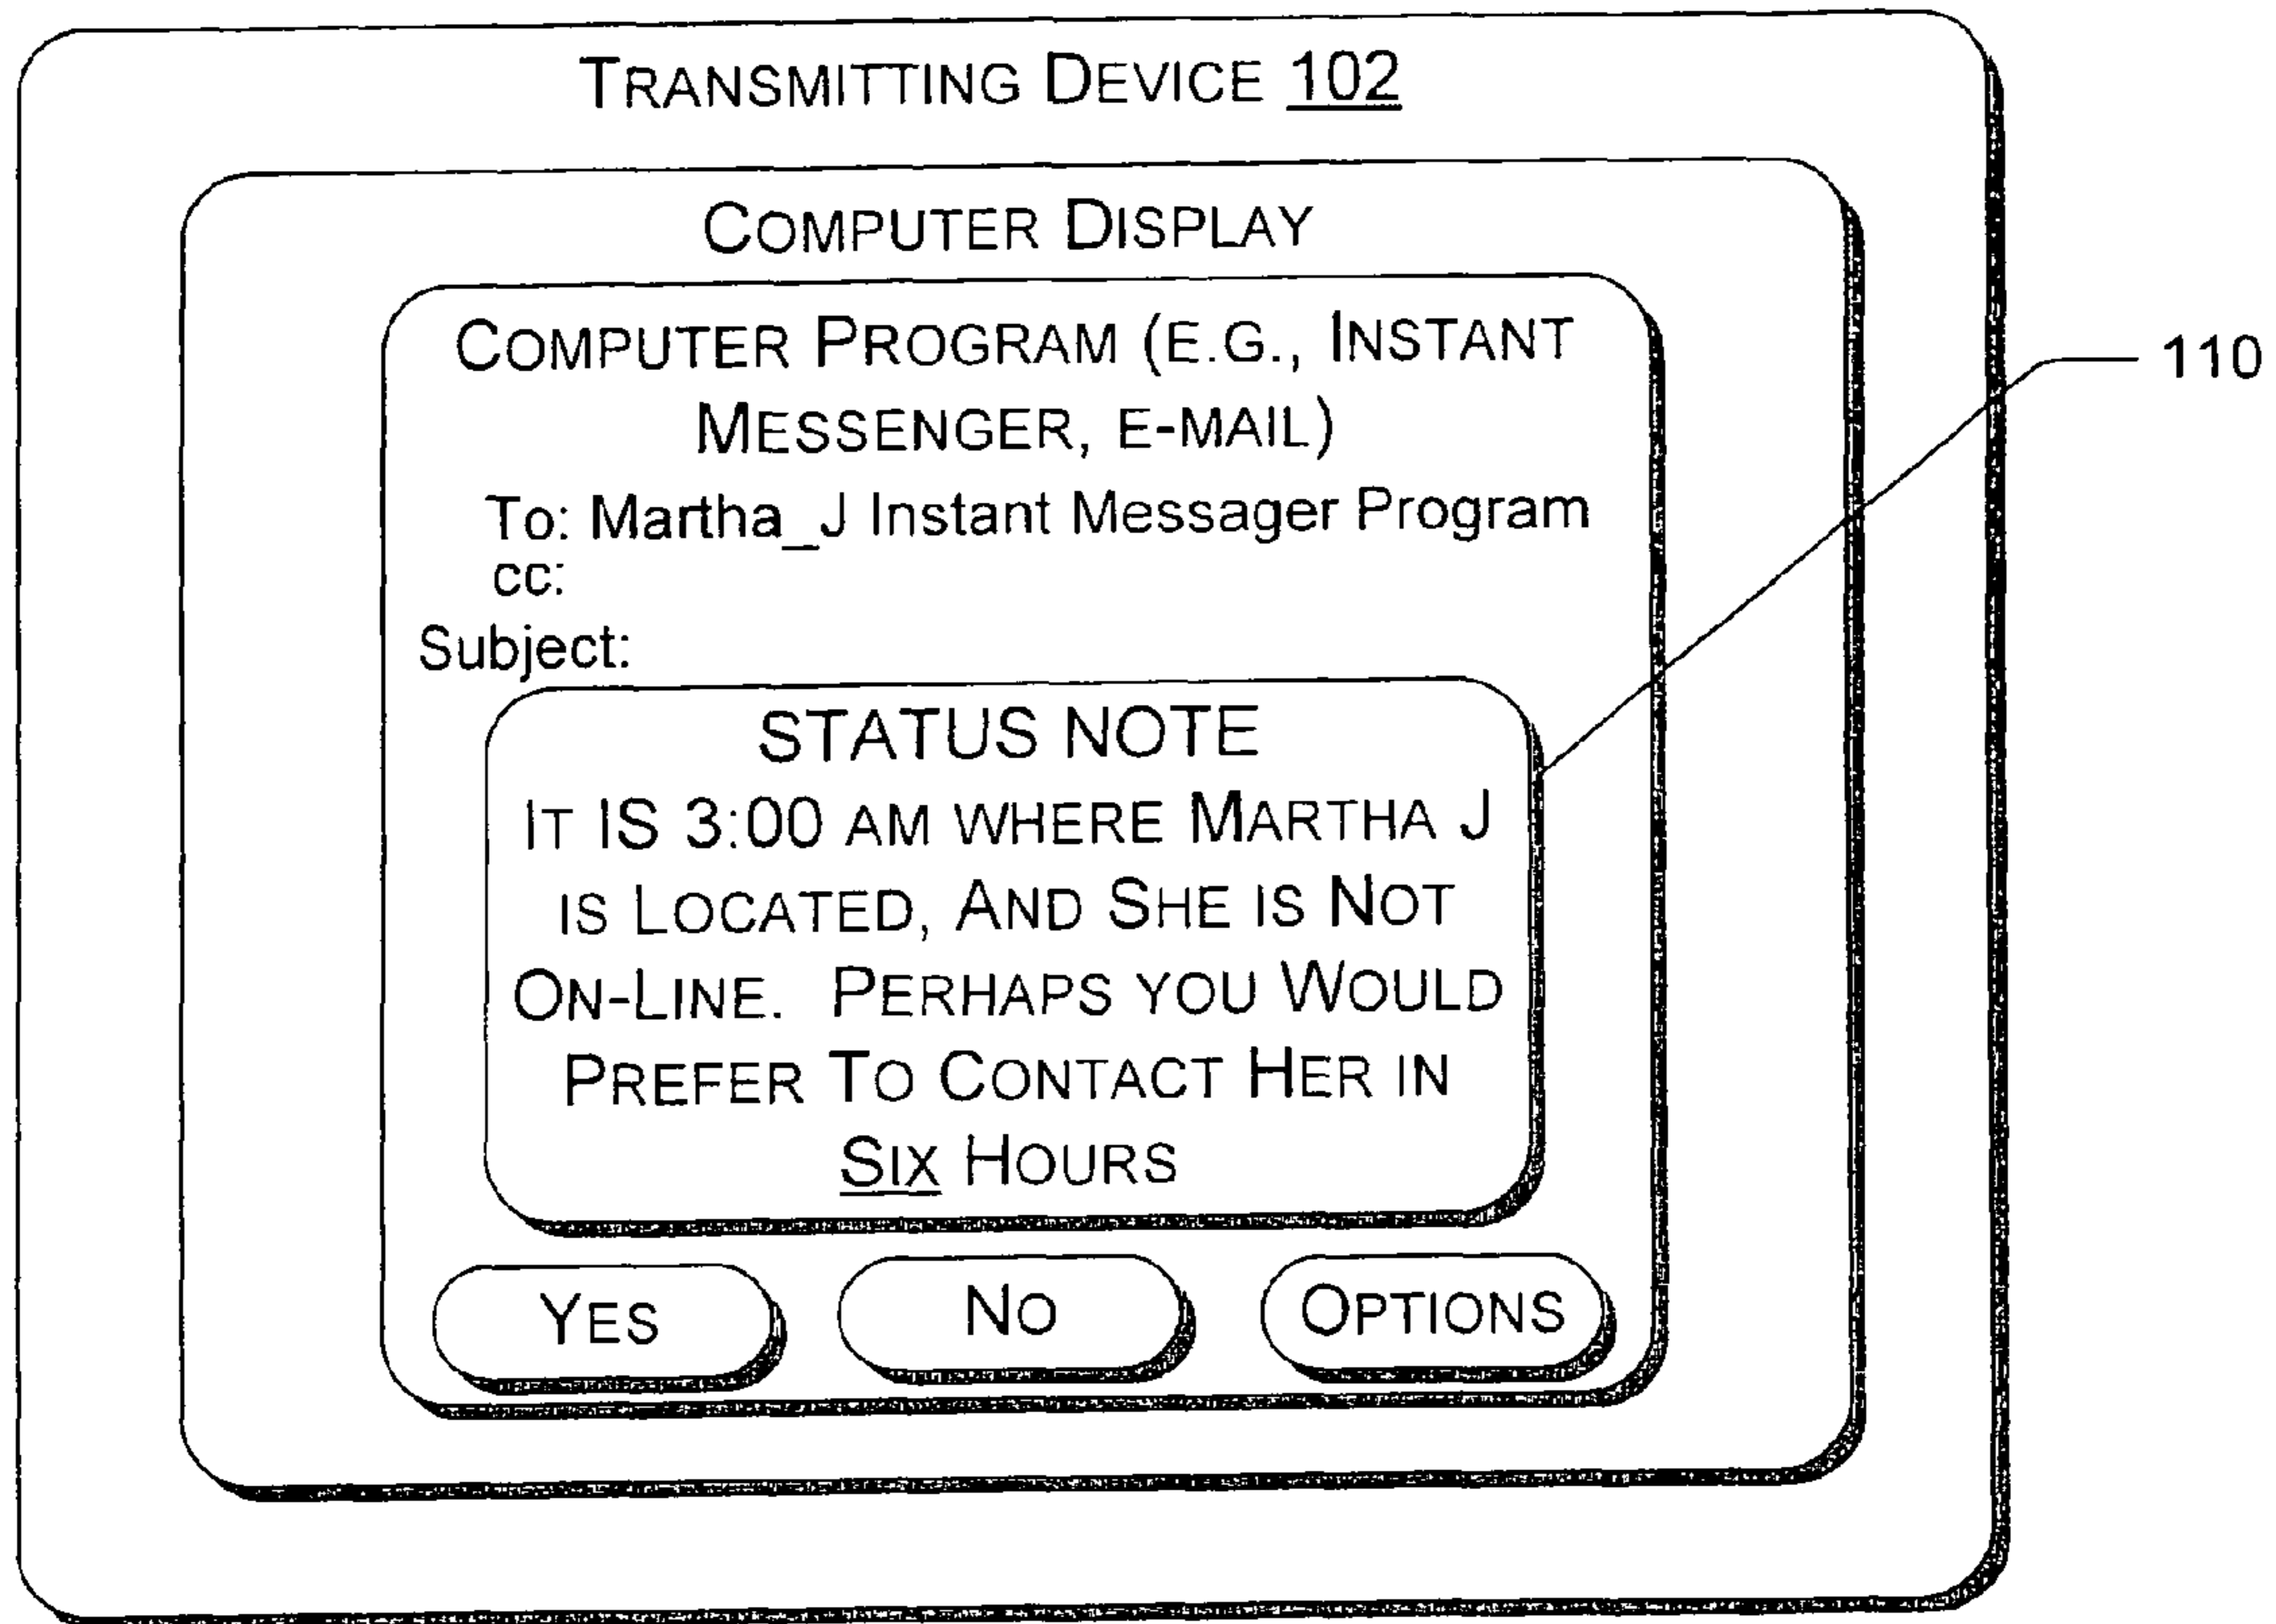 TRANSMITTING DEVICE 102
COMPUTER DISPLAY
COMPUTER PROGRAM (E.G., INSTANT
MESSENGER, E-MAIL)
110
To: Martha_J Instant Messager Program
cc:
Subject:
STATUS NOTE
IT IS 3:00 AM WHERE MARTHA J
IS LOCATED, AND SHE IS NOT
ON-LINE. PERHAPS YOU WOULD
PREFER TO CONTACT HER IN
SIX HOURS
YES
NO
OPTIONS